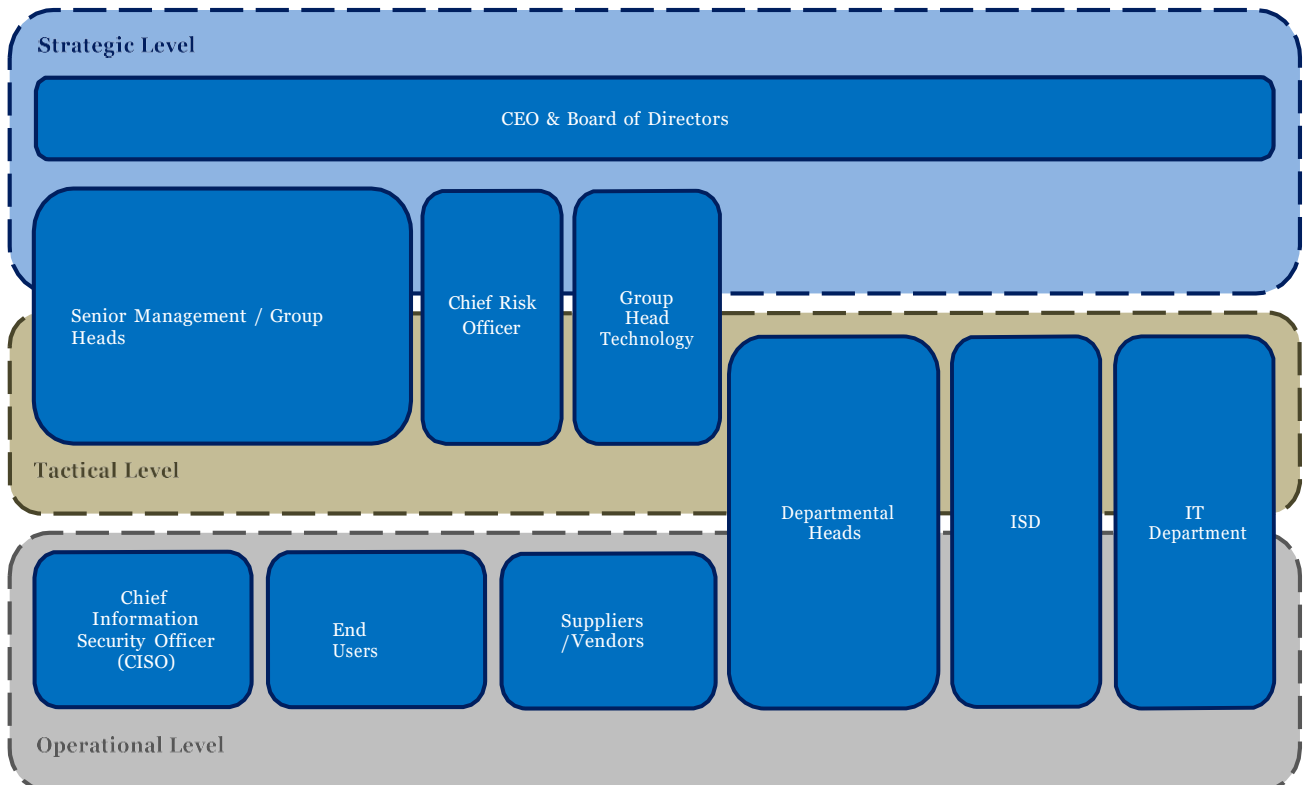 Strategic Level
CEO & Board of Directors
Senior Management / Group
Heads
Chief Risk
Officer
Group
Head
Technology
Tactical Level
Departmental
Heads
ISD
IT
Department
Chief
Information
Security Officer
(CISO)
End
Users
Suppliers
/Vendors
Operational Level